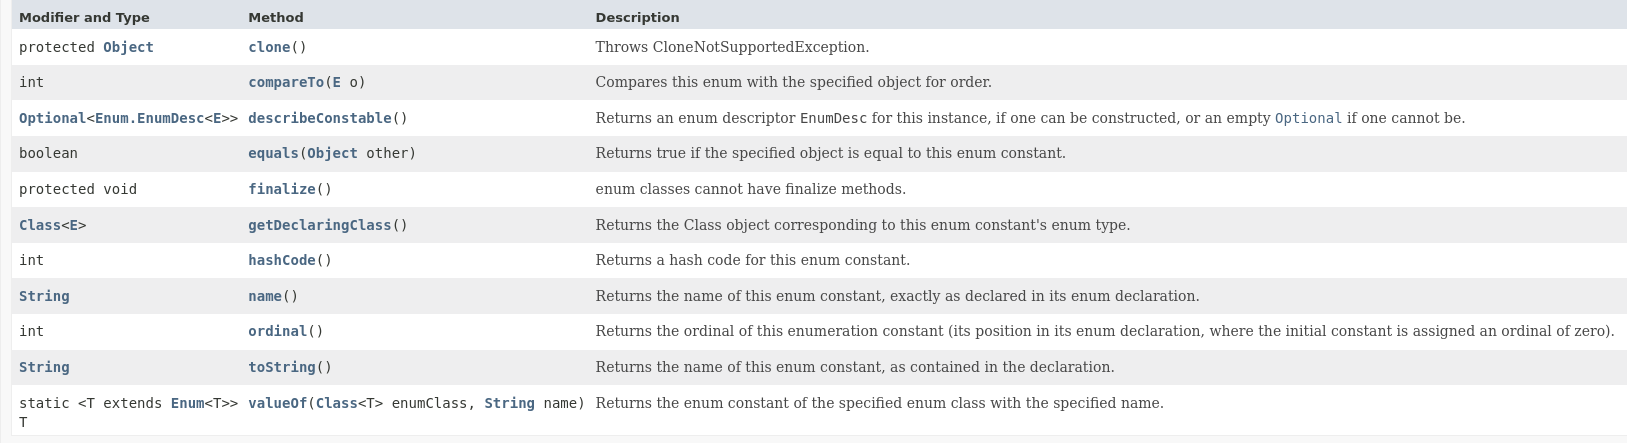 Modifier and Type Method Description
protected Object clone() Throws CloneNotSupportedException.
int compareTo(E o) Compares this enum with the specified object for order.
Optional<Enum.EnumDesc<E>> describeConstable() Returns an enum descriptor EnumDesc for this instance, if one can be constructed, or an empty Optional if one cannot be.
boolean equals(Object other) Returns true if the specified object is equal to this enum constant.
protected void finalize() enum classes cannot have finalize methods.
Class<E> getDeclaringClass() Returns the Class object corresponding to this enum constant's enum type.
int hashCode() Returns a hash code for this enum constant.
String name() Returns the name of this enum constant, exactly as declared in its enum declaration.
int ordinal() Returns the ordinal of this enumeration constant (its position in its enum declaration, where the initial constant is assigned an ordinal of zero).
String toString() Returns the name of this enum constant, as contained in the declaration.
static <T extends Enum<T>> valueOf(Class<T> enumClass, String name) Returns the enum constant of the specified enum class with the specified name.
T